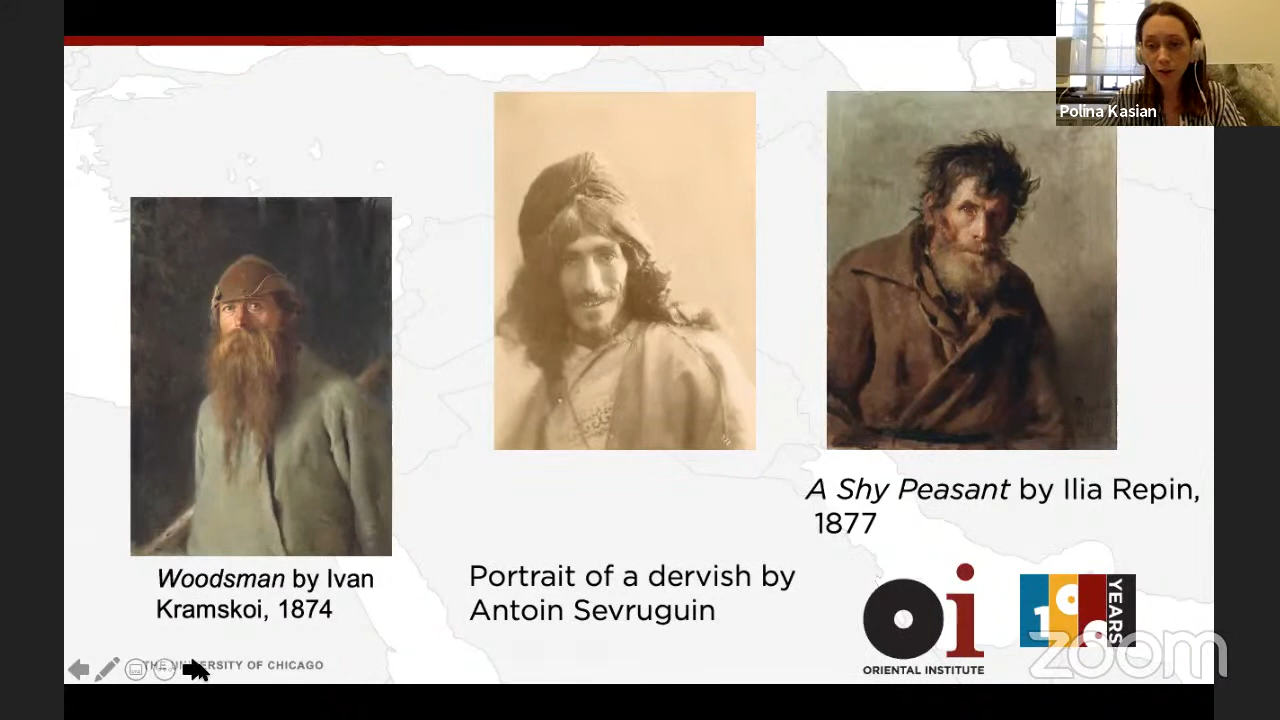 Polina Kasian
A Shy Peasant by Ilia Repin,
1877
Woodsman by Ivan
Kramskoi, 1874
Portrait of a dervish by
Antoin Sevruguin
oi
ORIENTAL INSTITUTE
100
YEARS
THE UNIVERSITY OF CHICAGO
zoom